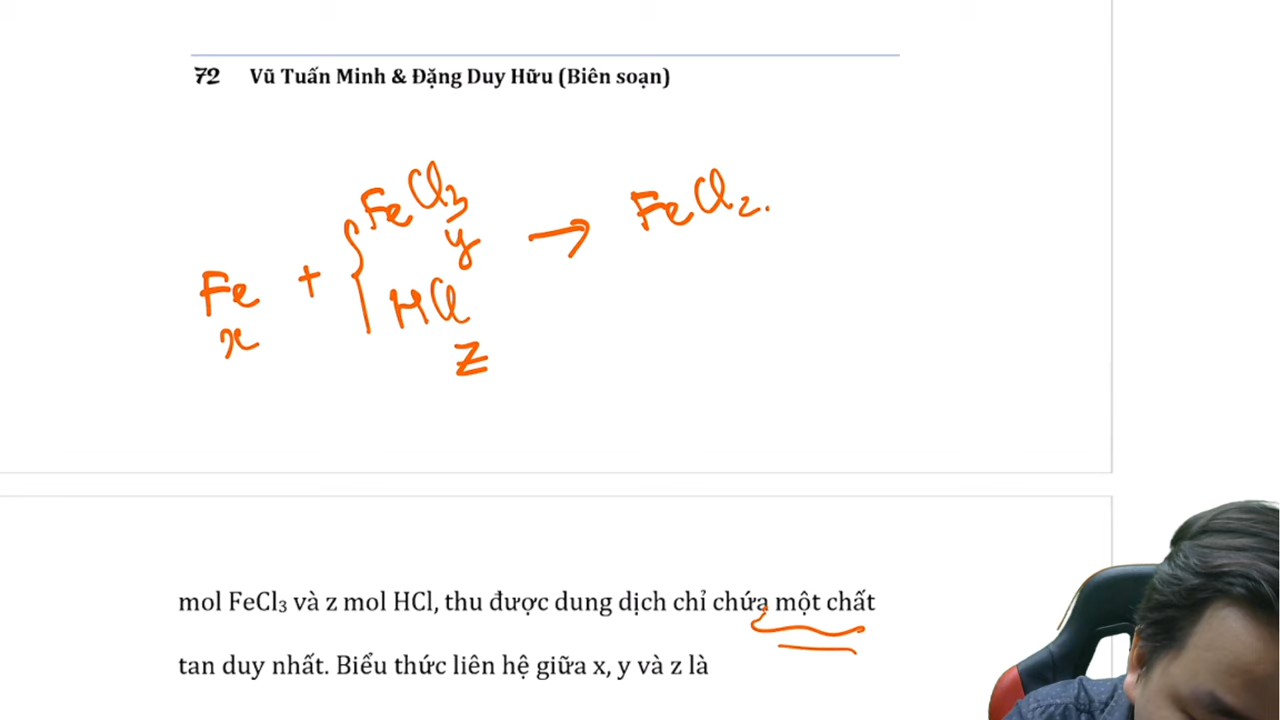 72 Vũ Tuấn Minh & Đặng Duy Hữu (Biên soạn)
Fe + { FeCl3 → FeCl2.
y
HCl
x
z
mol FeCl₃ và z mol HCl, thu được dung dịch chỉ chứa một chất
tan duy nhất. Biểu thức liên hệ giữa x, y và z là